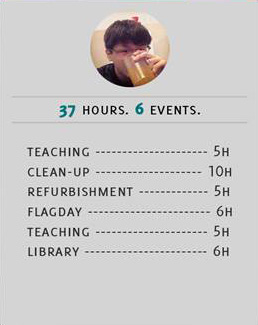 37 HOURS. 6 EVENTS.
TEACHING ---------------------- 5H
CLEAN-UP --------------------- 10H
REFURBISHMENT ------------- 5H
FLAGDAY ----------------------- 6H
TEACHING ---------------------- 5H
LIBRARY ------------------------ 6H